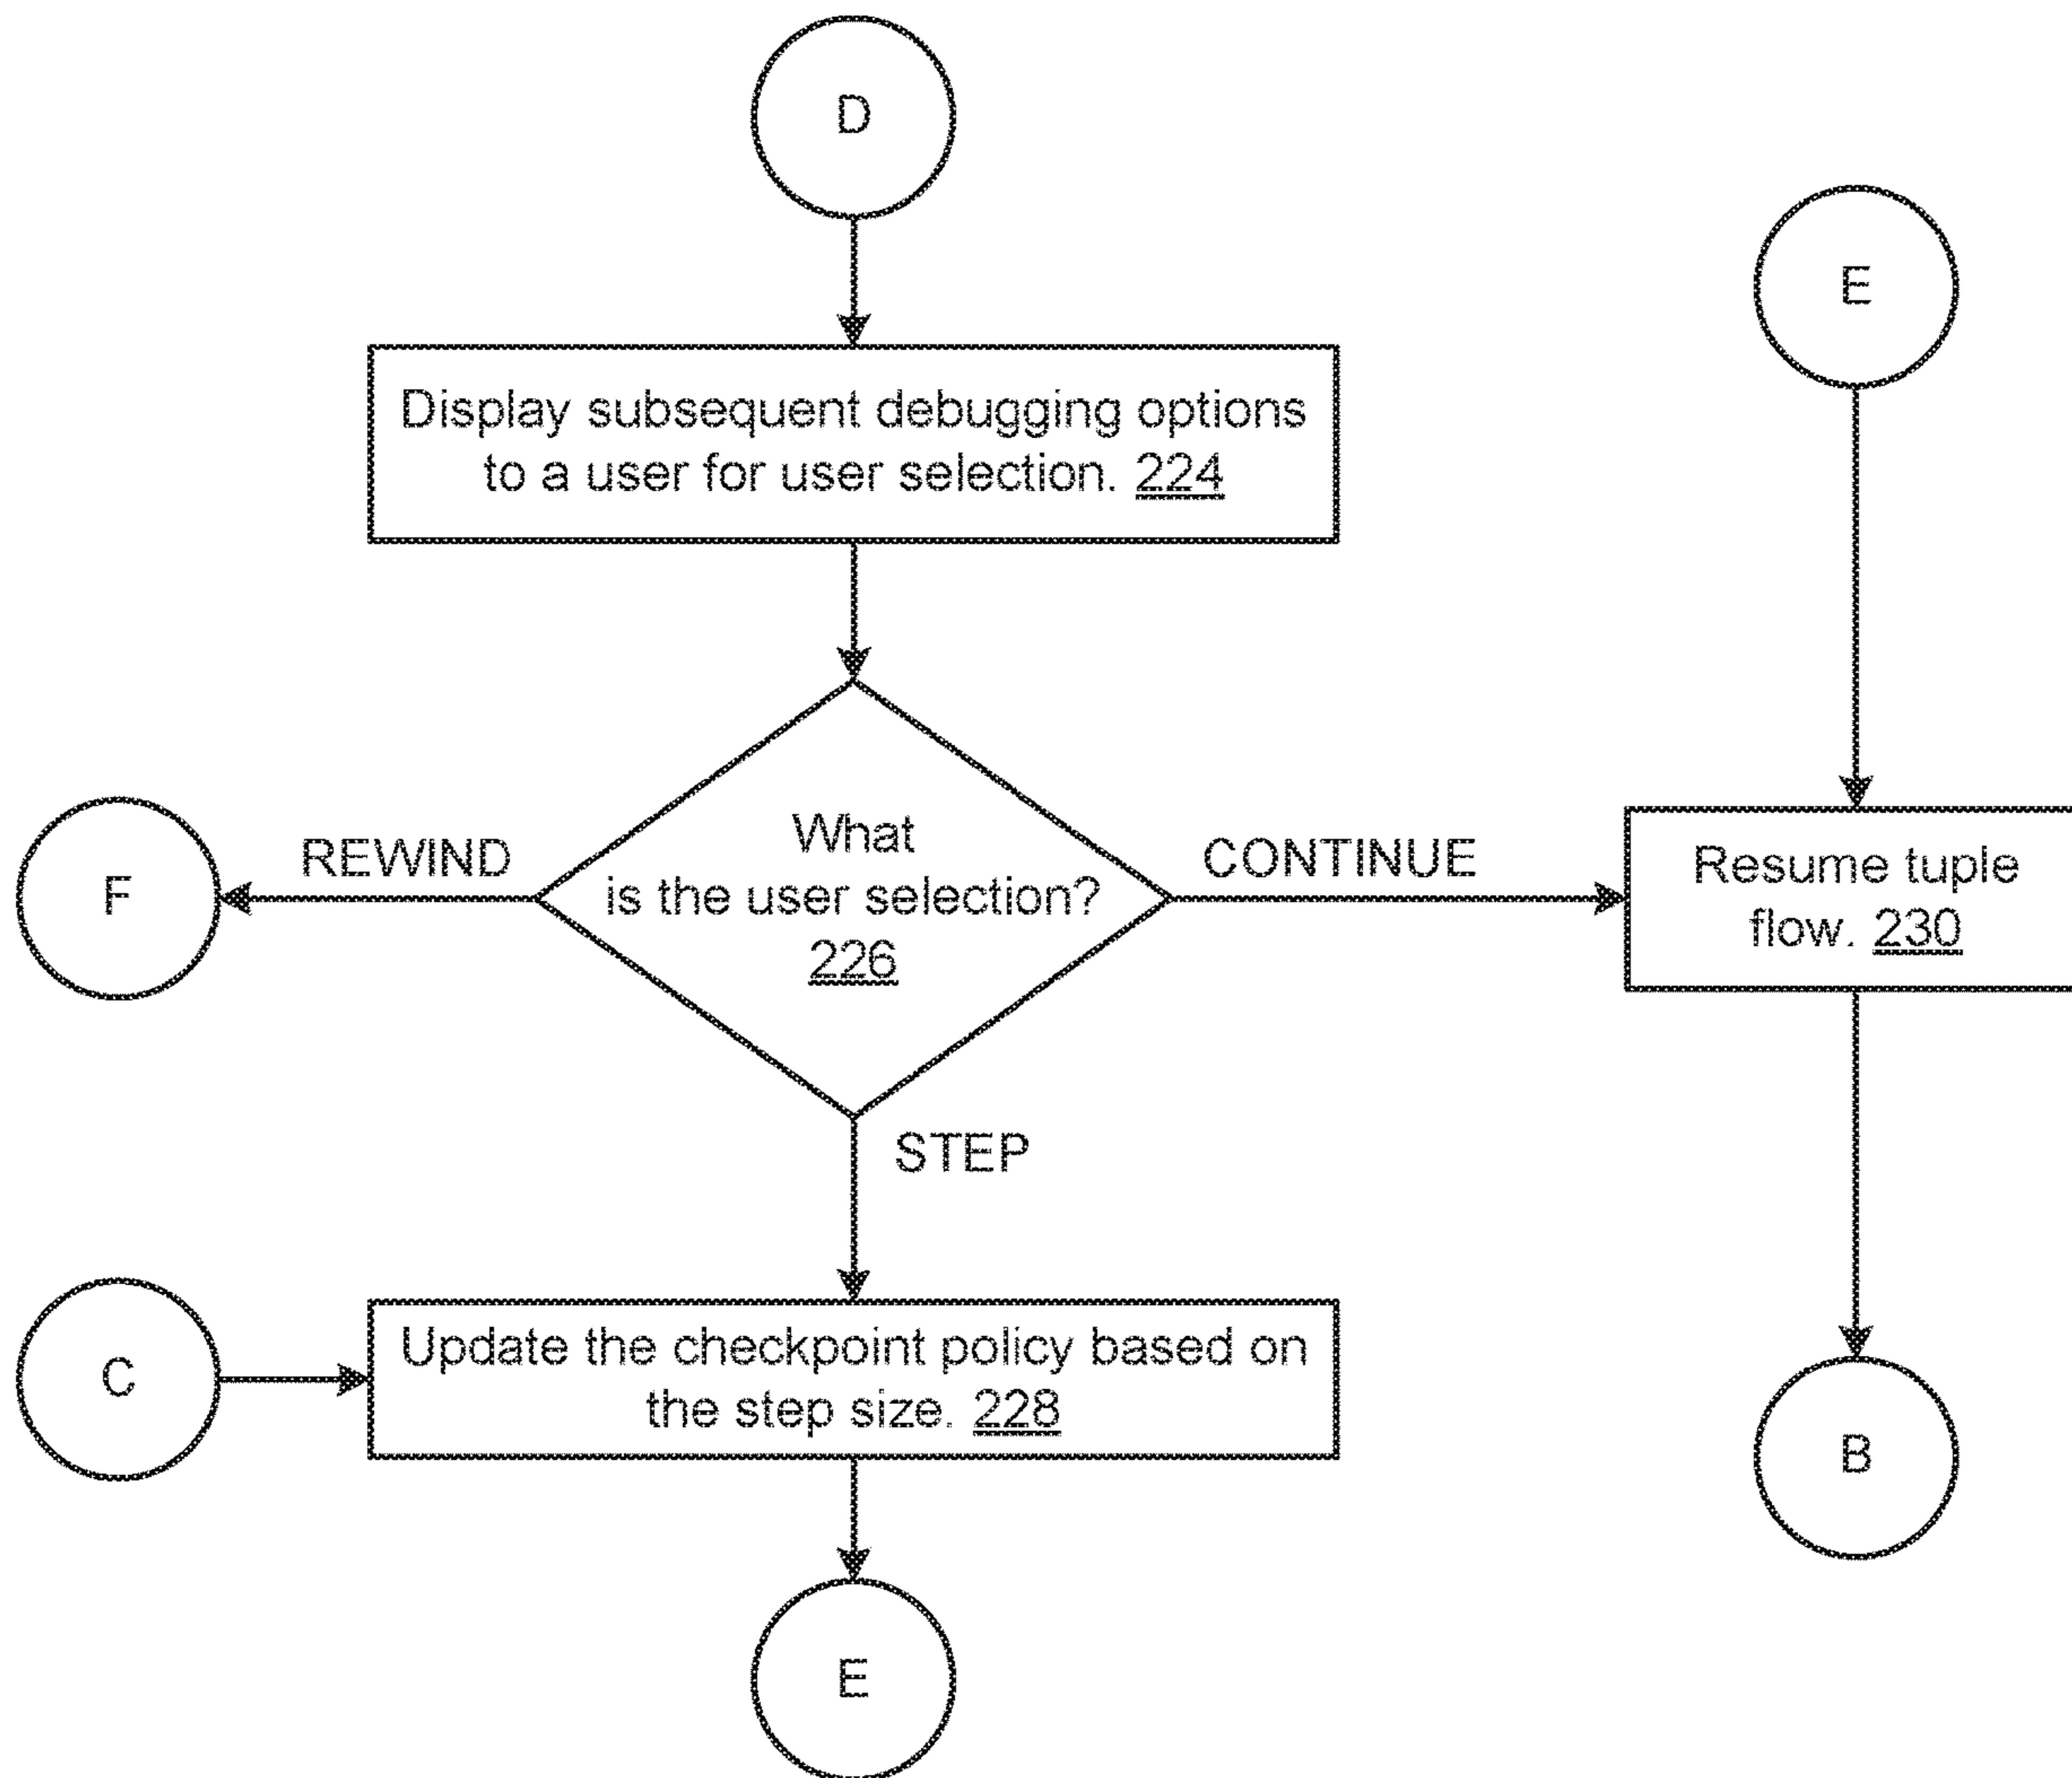 D
E
Display subsequent debugging options
to a user for user selection. 224
What
is the user selection?
226
REWIND
F
CONTINUE
Resume tuple
flow. 230
STEP
C
Update the checkpoint policy based on
the step size. 228
B
E